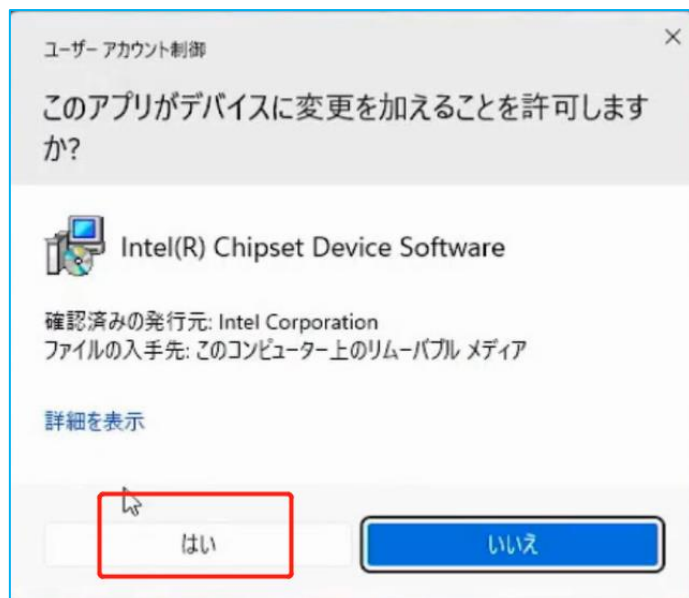 ユーザー アカウント制御
このアプリがデバイスに変更を加えることを許可します
か?
Intel(R) Chipset Device Software
確認済みの発行元: Intel Corporation
ファイルの入手先: このコンピューター上のリムーバブル メディア
詳細を表示
はい
いいえ